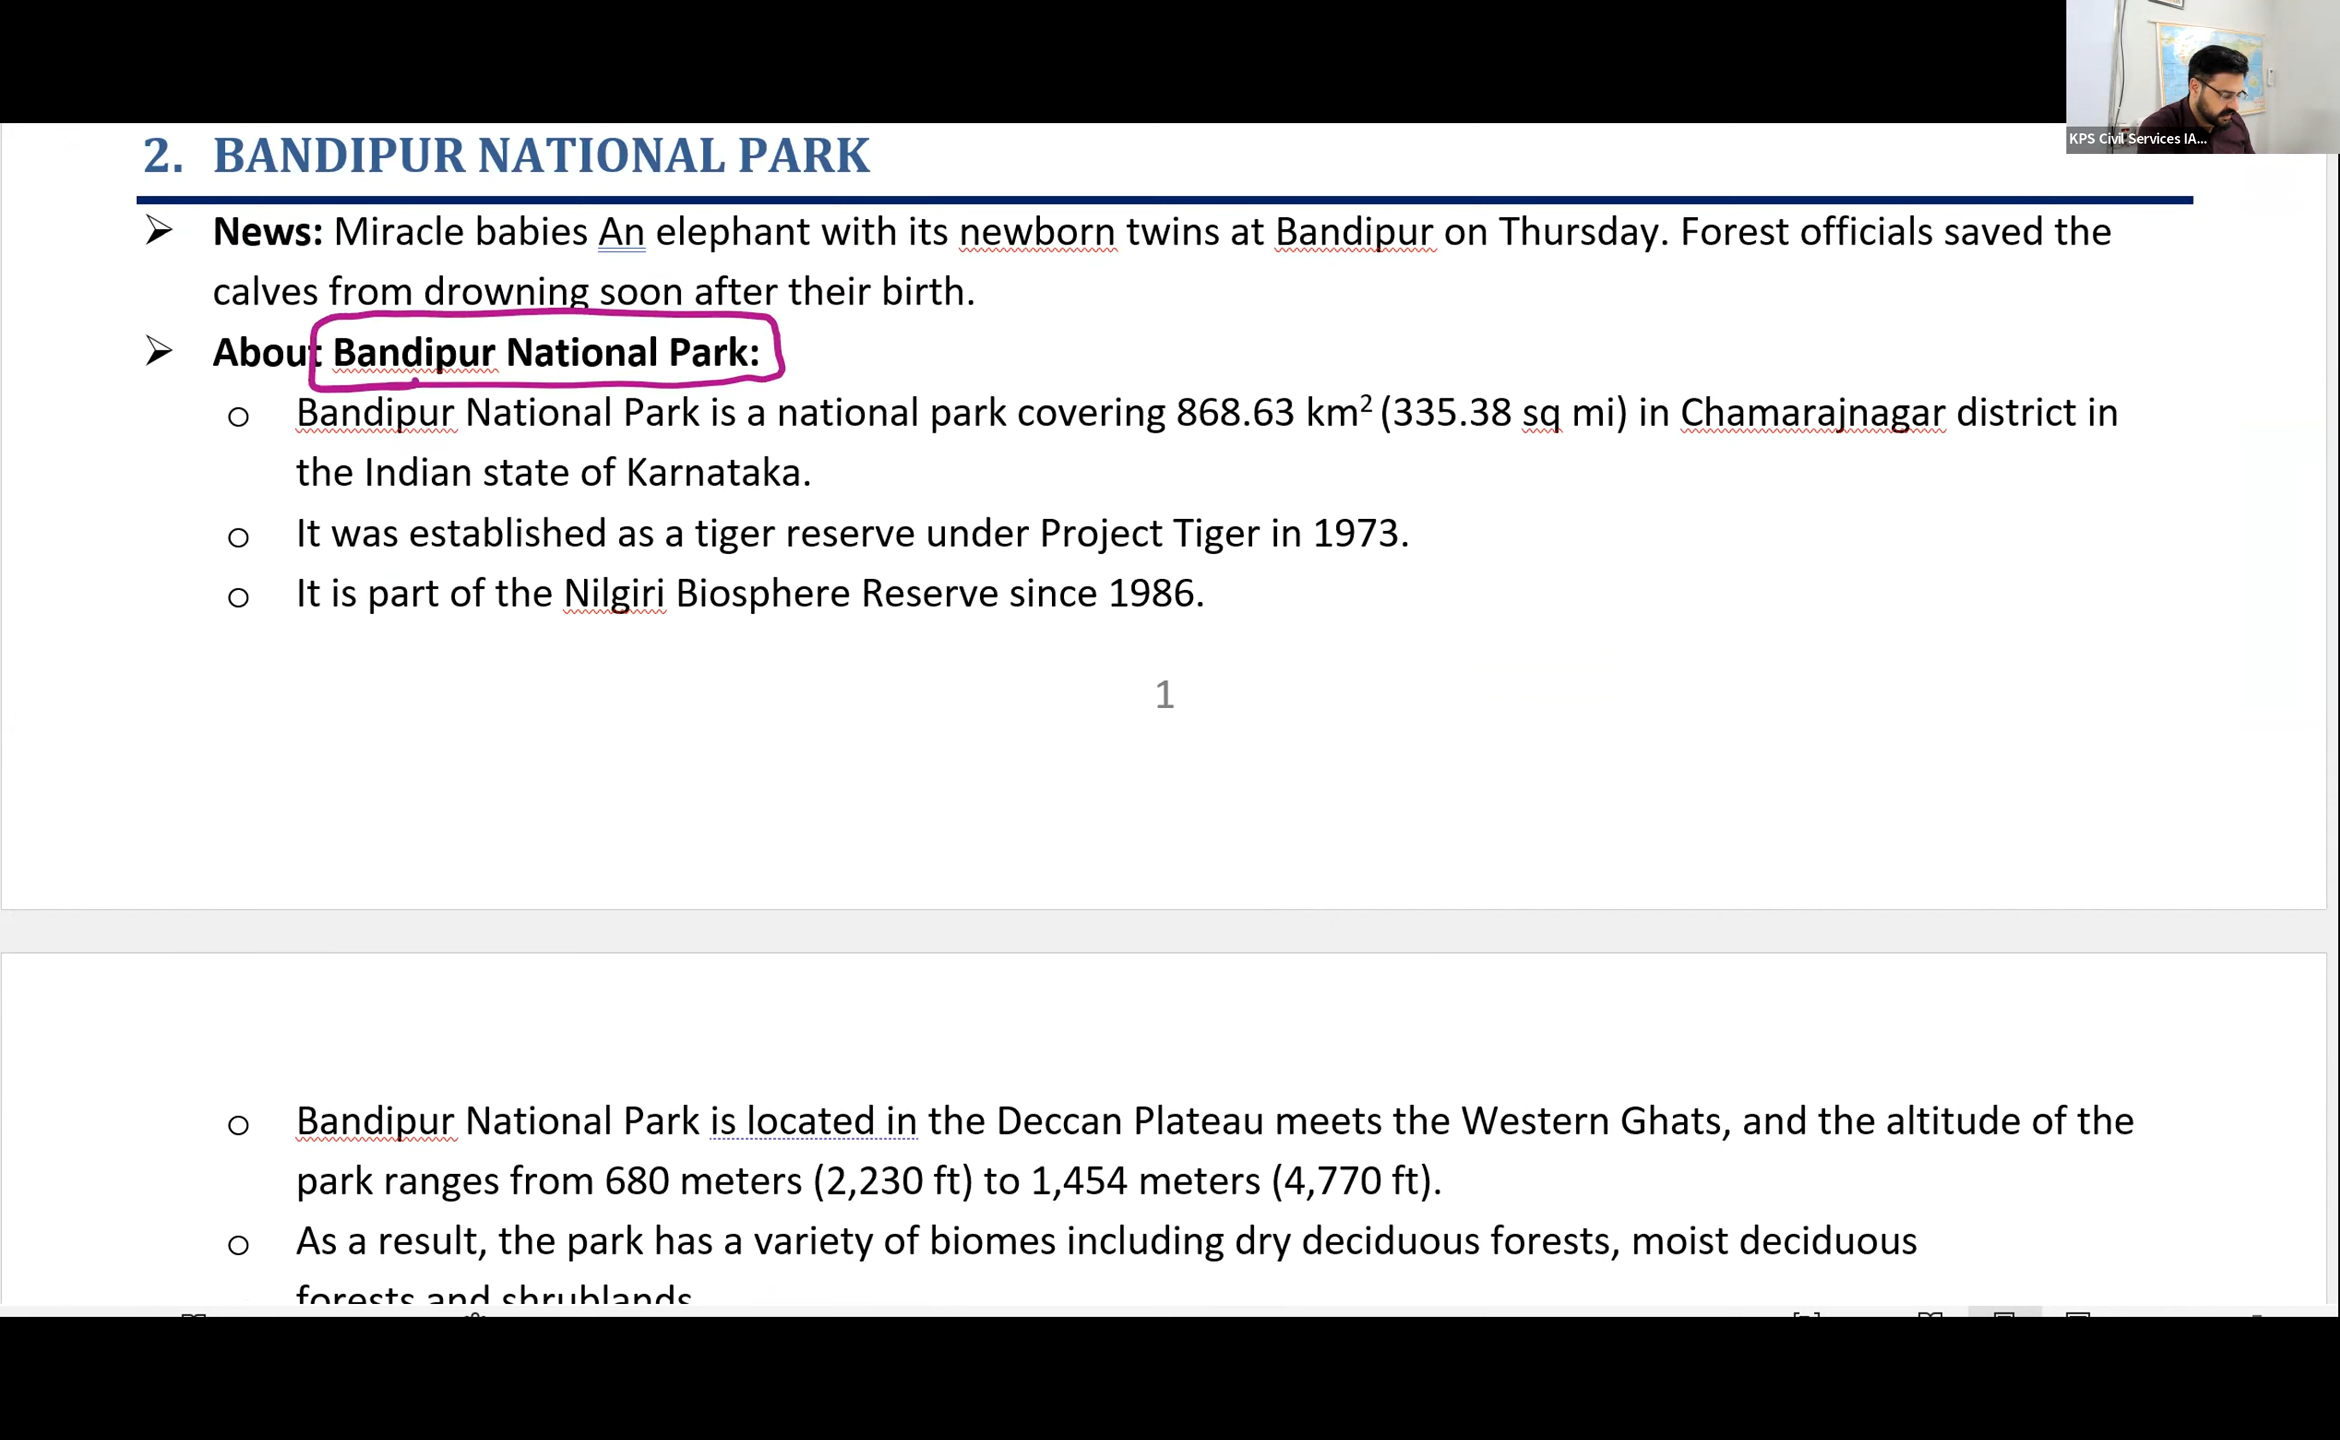 KPS Civil Services IA...
2. BANDIPUR NATIONAL PARK
➢ News: Miracle babies An elephant with its newborn twins at Bandipur on Thursday. Forest officials saved the
calves from drowning soon after their birth.
➢ About Bandipur National Park:
o Bandipur National Park is a national park covering 868.63 km² (335.38 sq mi) in Chamarajnagar district in
the Indian state of Karnataka.
o It was established as a tiger reserve under Project Tiger in 1973.
o It is part of the Nilgiri Biosphere Reserve since 1986.
1
o Bandipur National Park is located in the Deccan Plateau meets the Western Ghats, and the altitude of the
park ranges from 680 meters (2,230 ft) to 1,454 meters (4,770 ft).
o As a result, the park has a variety of biomes including dry deciduous forests, moist deciduous
forests and shrublands